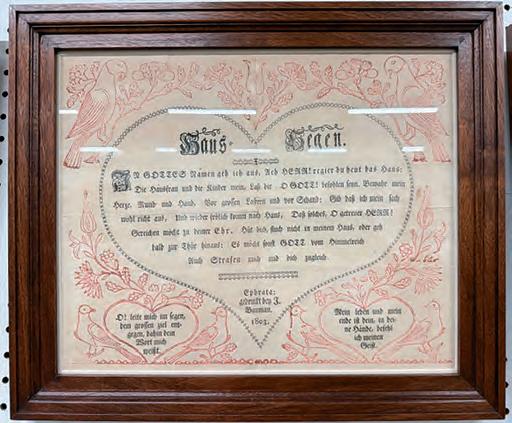 Haus- Segen.
IN GOTTES Namen geh ich aus, Ach HERR! regier du heut das Haus;
Die Hausfrau und die Kinder mein, Laß dir O GOTT! befohlen seyn. Bewahr mein
Herze, Mund und Hand, Vor grossen Lastern und vor Schand; Gib daß ich mein sach
wohl richt aus, Und wieder frölich komm nach Haus, Daß solches, O getreuer HERR!
Gereichen mögt zu deiner Ehr. Hüt dich, fluch nicht in meinem Haus, oder geh
bald zur Thür hinaus; Es möcht sonst GOTT vom Himmelreich
Auch Strafen mich und dich zugleich.
Ephrata:
gedruckt bey J.
Bauman.
1803.
O! leite mich im segen,
dem grossen ziel ent-
gegen, dahin dein
Wort mich
weißt.
Mein leben und mein
ende ist dein, in dei-
ne Hände, befehl
ich meinen
Geist.